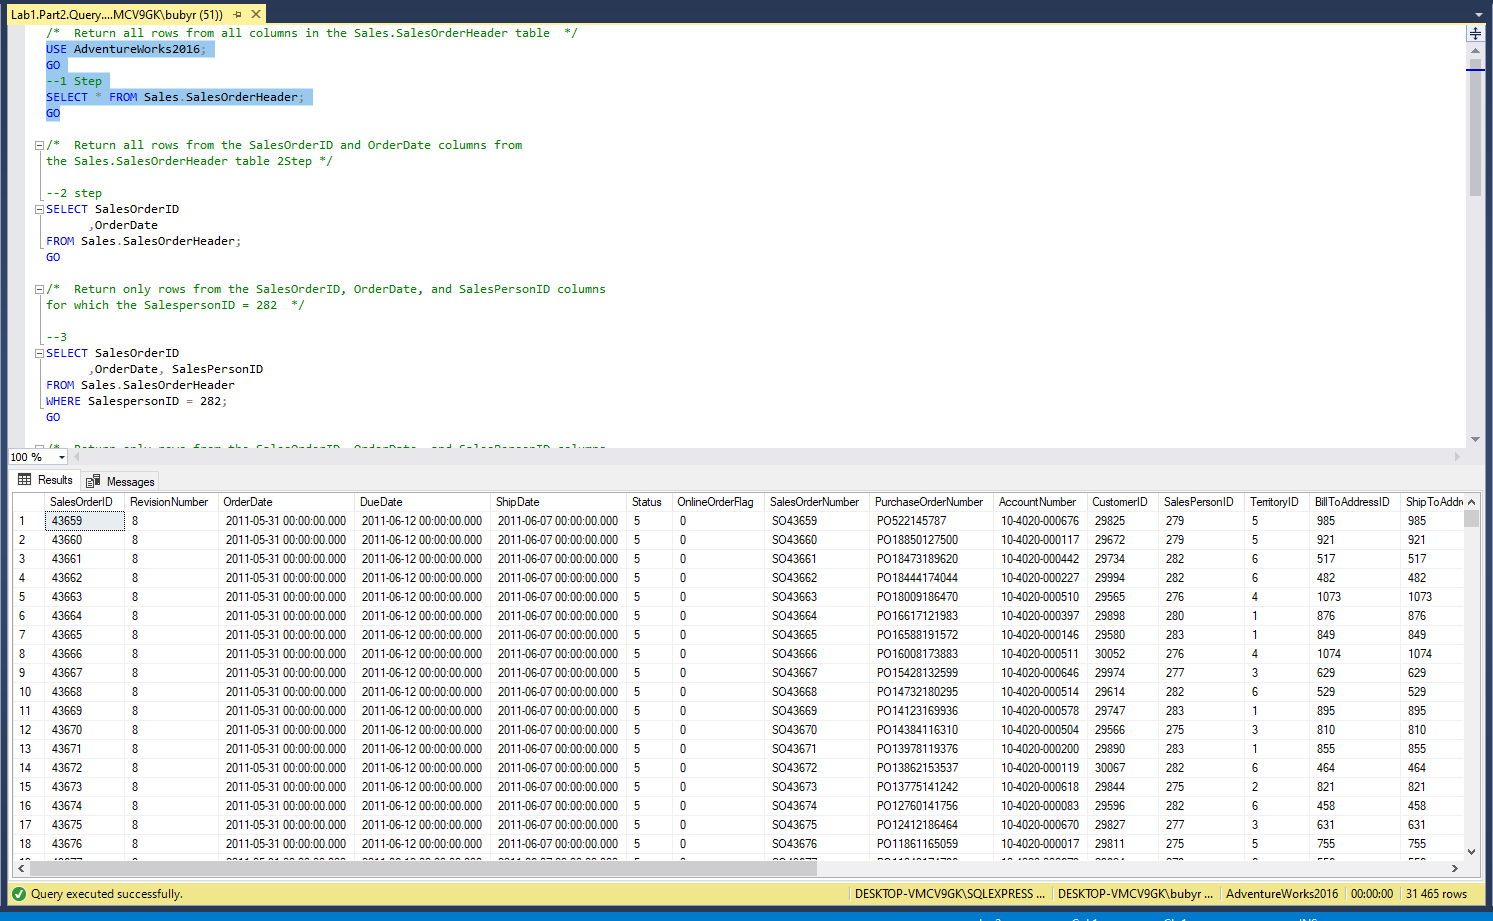 Lab1.Part2.Query....MCV9GK\bubyr (51))
/*  Return all rows from all columns in the Sales.SalesOrderHeader table  */
USE AdventureWorks2016;
GO
--1 Step
SELECT * FROM Sales.SalesOrderHeader;
GO
/*  Return all rows from the SalesOrderID and OrderDate columns from
the Sales.SalesOrderHeader table 2Step */
--2 step
SELECT SalesOrderID
,OrderDate
FROM Sales.SalesOrderHeader;
GO
/*  Return only rows from the SalesOrderID, OrderDate, and SalesPersonID columns
for which the SalespersonID = 282  */
--3
SELECT SalesOrderID
,OrderDate, SalesPersonID
FROM Sales.SalesOrderHeader
WHERE SalespersonID = 282;
GO
/*  Return only rows from the SalesOrderID, OrderDate, and SalesPersonID columns
100 %
Results Messages
SalesOrderID RevisionNumber OrderDate DueDate ShipDate Status OnlineOrderFlag SalesOrderNumber PurchaseOrderNumber AccountNumber CustomerID SalesPersonID TerritoryID BillToAddressID ShipToAddre
1 43659 8 2011-05-31 00:00:00.000 2011-06-12 00:00:00.000 2011-06-07 00:00:00.000 5 0 SO43659 PO522145787 10-4020-000676 29825 279 5 985 985
2 43660 8 2011-05-31 00:00:00.000 2011-06-12 00:00:00.000 2011-06-07 00:00:00.000 5 0 SO43660 PO18850127500 10-4020-000117 29672 279 5 921 921
3 43661 8 2011-05-31 00:00:00.000 2011-06-12 00:00:00.000 2011-06-07 00:00:00.000 5 0 SO43661 PO18473189620 10-4020-000442 29734 282 6 517 517
4 43662 8 2011-05-31 00:00:00.000 2011-06-12 00:00:00.000 2011-06-07 00:00:00.000 5 0 SO43662 PO18444174044 10-4020-000227 29994 282 6 482 482
5 43663 8 2011-05-31 00:00:00.000 2011-06-12 00:00:00.000 2011-06-07 00:00:00.000 5 0 SO43663 PO18009186470 10-4020-000510 29565 276 4 1073 1073
6 43664 8 2011-05-31 00:00:00.000 2011-06-12 00:00:00.000 2011-06-07 00:00:00.000 5 0 SO43664 PO16617121983 10-4020-000397 29898 280 1 876 876
7 43665 8 2011-05-31 00:00:00.000 2011-06-12 00:00:00.000 2011-06-07 00:00:00.000 5 0 SO43665 PO16588191572 10-4020-000146 29580 283 1 849 849
8 43666 8 2011-05-31 00:00:00.000 2011-06-12 00:00:00.000 2011-06-07 00:00:00.000 5 0 SO43666 PO16008173883 10-4020-000511 30052 276 4 1074 1074
9 43667 8 2011-05-31 00:00:00.000 2011-06-12 00:00:00.000 2011-06-07 00:00:00.000 5 0 SO43667 PO15428132599 10-4020-000646 29974 277 3 629 629
10 43668 8 2011-05-31 00:00:00.000 2011-06-12 00:00:00.000 2011-06-07 00:00:00.000 5 0 SO43668 PO14732180295 10-4020-000514 29614 282 6 529 529
11 43669 8 2011-05-31 00:00:00.000 2011-06-12 00:00:00.000 2011-06-07 00:00:00.000 5 0 SO43669 PO14123169936 10-4020-000578 29747 283 1 895 895
12 43670 8 2011-05-31 00:00:00.000 2011-06-12 00:00:00.000 2011-06-07 00:00:00.000 5 0 SO43670 PO14384116310 10-4020-000504 29566 275 3 810 810
13 43671 8 2011-05-31 00:00:00.000 2011-06-12 00:00:00.000 2011-06-07 00:00:00.000 5 0 SO43671 PO13978119376 10-4020-000200 29890 283 1 855 855
14 43672 8 2011-05-31 00:00:00.000 2011-06-12 00:00:00.000 2011-06-07 00:00:00.000 5 0 SO43672 PO13862153537 10-4020-000119 30067 282 6 464 464
15 43673 8 2011-05-31 00:00:00.000 2011-06-12 00:00:00.000 2011-06-07 00:00:00.000 5 0 SO43673 PO13775141242 10-4020-000618 29844 275 2 821 821
16 43674 8 2011-05-31 00:00:00.000 2011-06-12 00:00:00.000 2011-06-07 00:00:00.000 5 0 SO43674 PO12760141756 10-4020-000083 29596 282 6 458 458
17 43675 8 2011-05-31 00:00:00.000 2011-06-12 00:00:00.000 2011-06-07 00:00:00.000 5 0 SO43675 PO12412186464 10-4020-000670 29827 277 3 631 631
18 43676 8 2011-05-31 00:00:00.000 2011-06-12 00:00:00.000 2011-06-07 00:00:00.000 5 0 SO43676 PO11861165059 10-4020-000017 29811 275 5 755 755
Query executed successfully. DESKTOP-VMCV9GK\SQLEXPRESS ... DESKTOP-VMCV9GK\bubyr ... AdventureWorks2016 00:00:00 31 465 rows